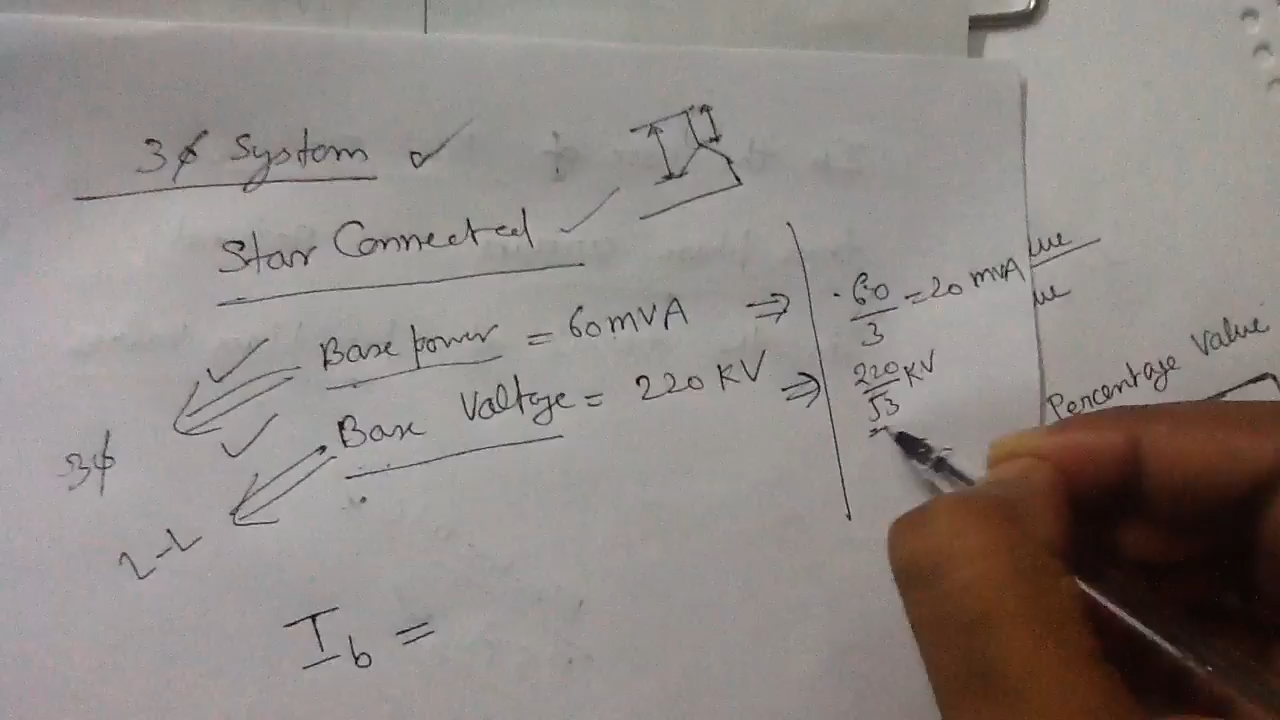 3φ System
Star Connected
Base power = 60 mVA ⇒ 60/3 = 20 mVA
Base Voltage = 220 KV ⇒ 220/√3 KV
3φ
L-L
I_b =
Percentage Value